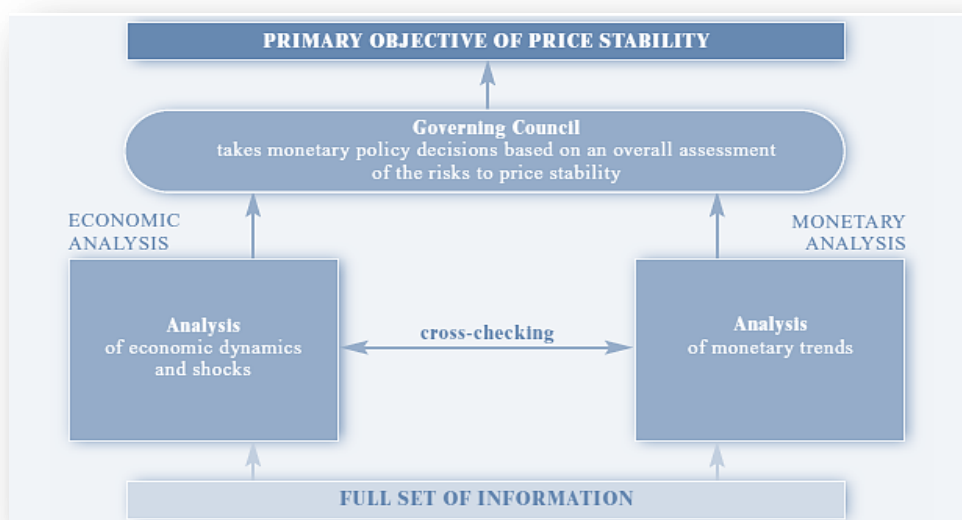 PRIMARY OBJECTIVE OF PRICE STABILITY
Governing Council
takes monetary policy decisions based on an overall assessment
of the risks to price stability
ECONOMIC
ANALYSIS
MONETARY
ANALYSIS
Analysis
of economic dynamics
and shocks
cross-checking
Analysis
of monetary trends
FULL SET OF INFORMATION